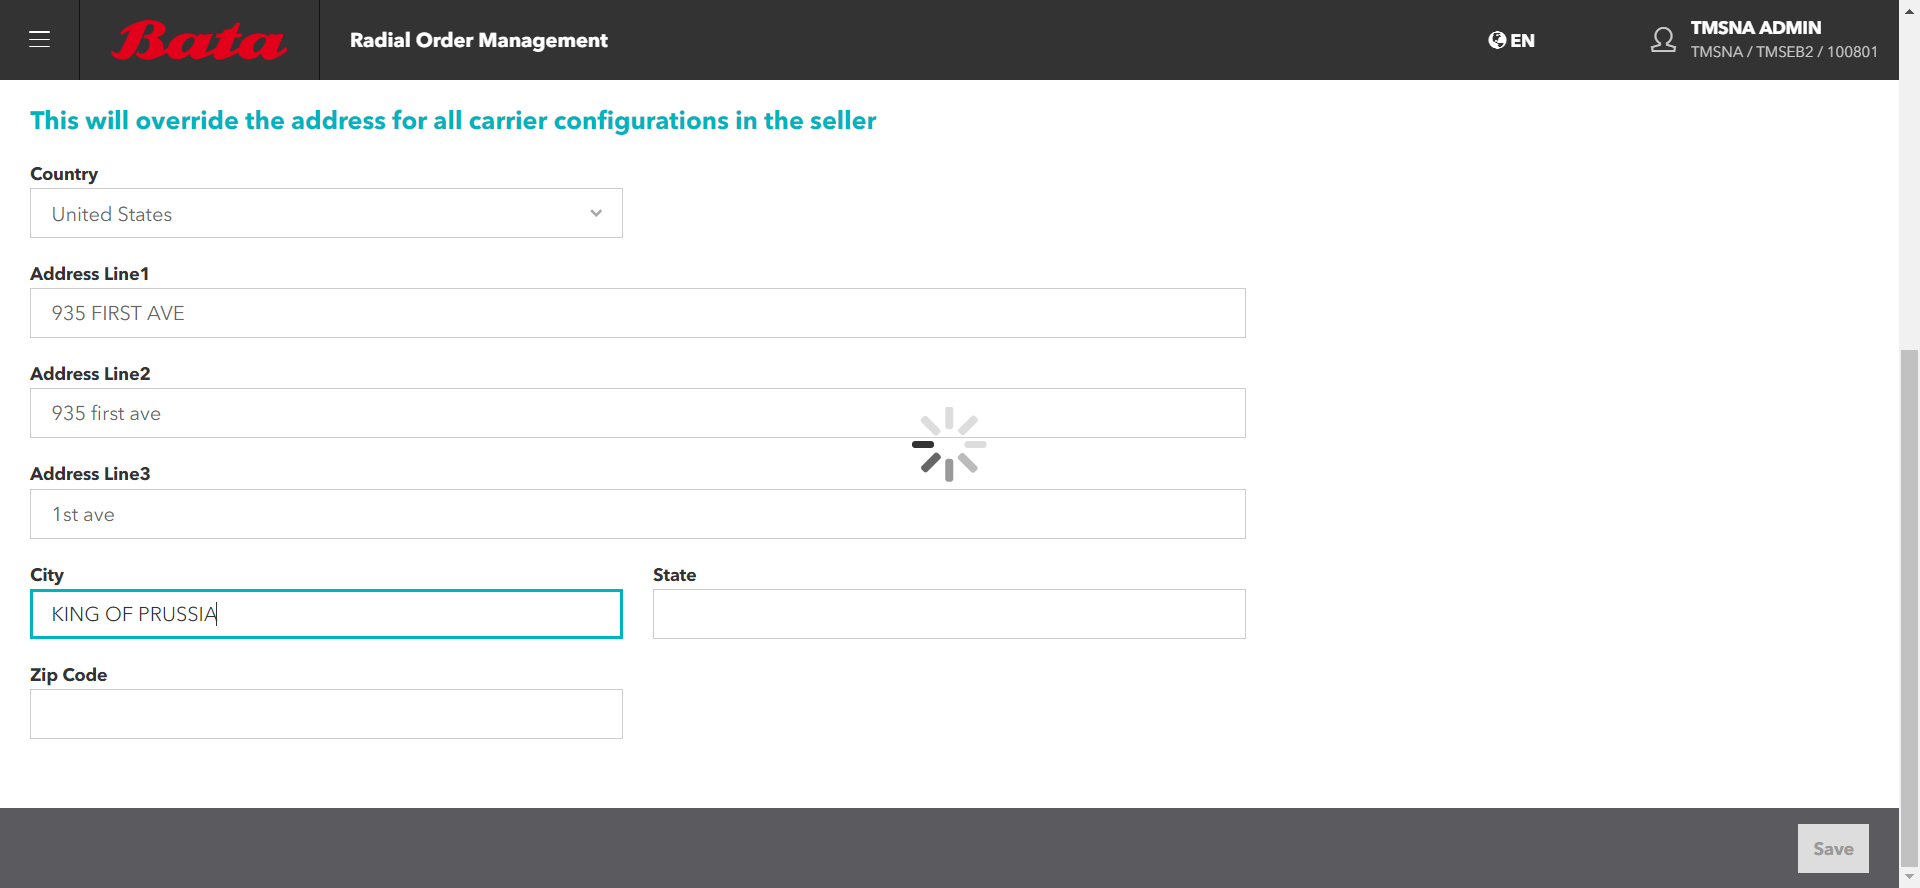 Bata
Radial Order Management
EN
TMSNA ADMIN
TMSNA / TMSEB2 / 100801
This will override the address for all carrier configurations in the seller
Country
United States
Address Line1
935 FIRST AVE
Address Line2
935 first ave
Address Line3
1st ave
City
State
KING OF PRUSSIA
Zip Code
Save